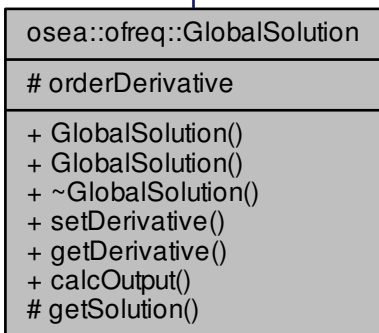 osea::ofreq::GlobalSolution
# orderDerivative
+ GlobalSolution()
+ GlobalSolution()
+ ~GlobalSolution()
+ setDerivative()
+ getDerivative()
+ calcOutput()
# getSolution()